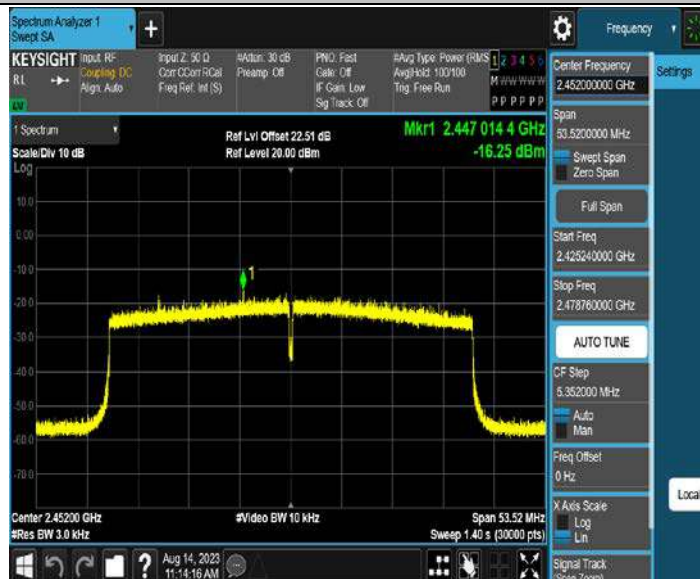 Spectrum Analyzer 1
Swept SA
+
Frequency
KEYSIGHT
Input: RF
Input Z: 50 Ω
#Atten: 30 dB
PNO: Fast
#Avg Type: Power (RMS
1 2 3 4 5 6
RL
Coupling: DC
Corr CCorr RCal
Preamp: Off
Gate: Off
Avg|Hold: 100/100
M W W W W W
Align: Auto
Freq Ref: Int (S)
IF Gain: Low
Trig: Free Run
Sig Track: Off
P P P P P P
1 Spectrum
Scale/Div 10 dB
Ref Lvl Offset 22.51 dB
Ref Level 20.00 dBm
Mkr1 2.447 014 4 GHz
-16.25 dBm
Log
10.0
0.00
-10.0
1
-20.0
-30.0
-40.0
-50.0
-60.0
-70.0
Center 2.45200 GHz
#Video BW 10 kHz
Span 53.52 MHz
#Res BW 3.0 kHz
Sweep 1.40 s (30000 pts)
?
Aug 14, 2023
11:14:16 AM
Center Frequency
2.452000000 GHz
Settings
Span
53.5200000 MHz
Swept Span
Zero Span
Full Span
Start Freq
2.425240000 GHz
Stop Freq
2.478760000 GHz
AUTO TUNE
CF Step
5.352000 MHz
Auto
Man
Freq Offset
0 Hz
X Axis Scale
Log
Lin
Local
Signal Track
(Span Zoom)